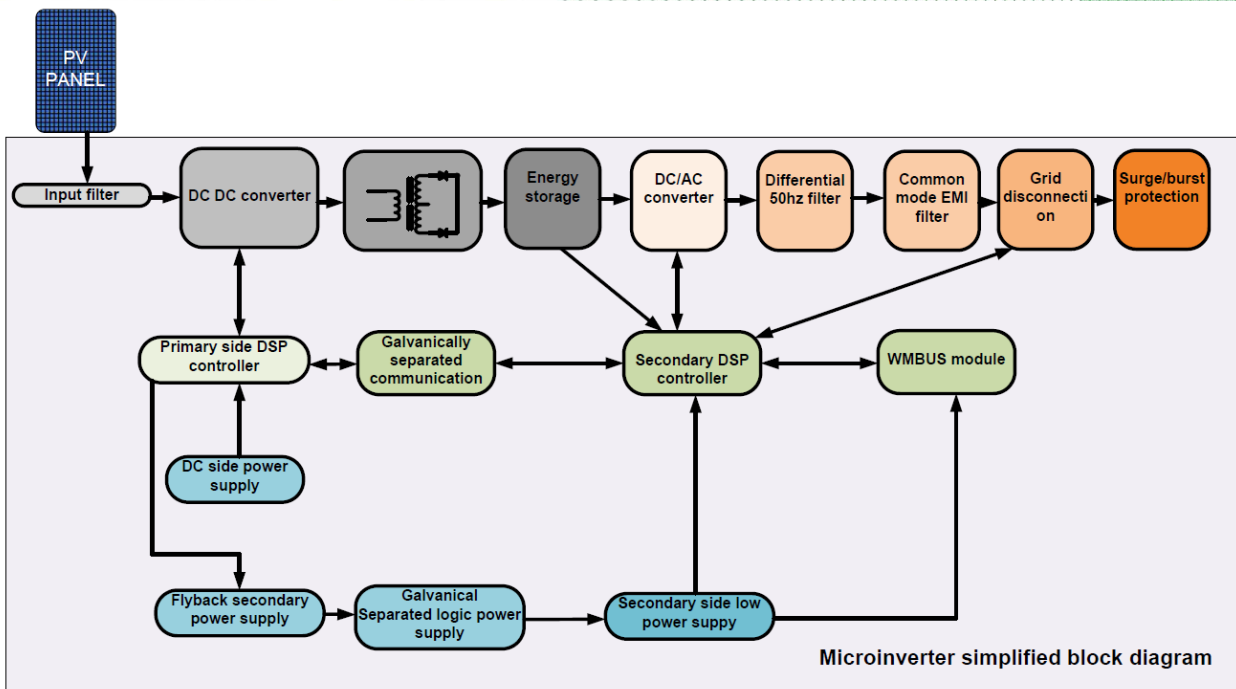 PV
PANEL
Input filter
DC DC converter
Energy
storage
DC/AC
converter
Differential
50hz filter
Common
mode EMI
filter
Grid
disconnecti
on
Surge/burst
protection
Primary side DSP
controller
Galvanically
separated
communication
Secondary DSP
controller
WMBUS module
DC side power
supply
Flyback secondary
power supply
Galvanical
Separated logic power
supply
Secondary side low
power suppy
Microinverter simplified block diagram